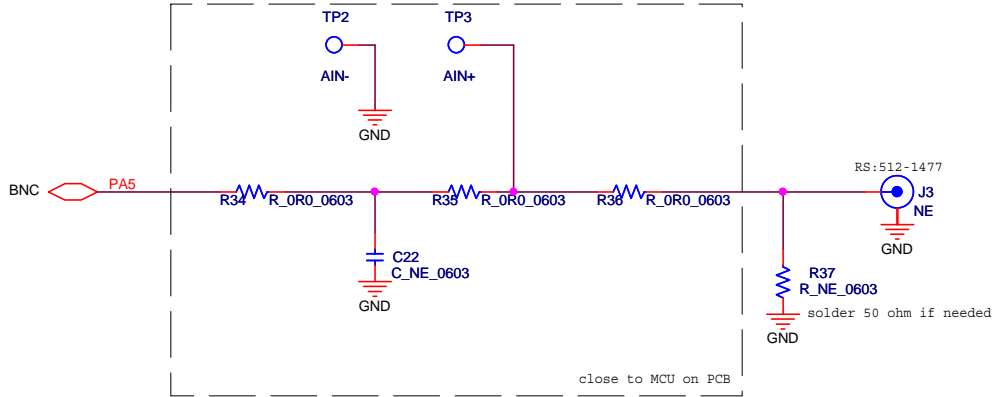 TP2
TP3
AIN-
AIN+
GND
RS:512-1477
BNC
PA5
R34
R_0R0_0603
R35
R_0R0_0603
R36
R_0R0_0603
J3
NE
GND
C22
C_NE_0603
GND
R37
R_NE_0603
solder 50 ohm if needed
GND
close to MCU on PCB